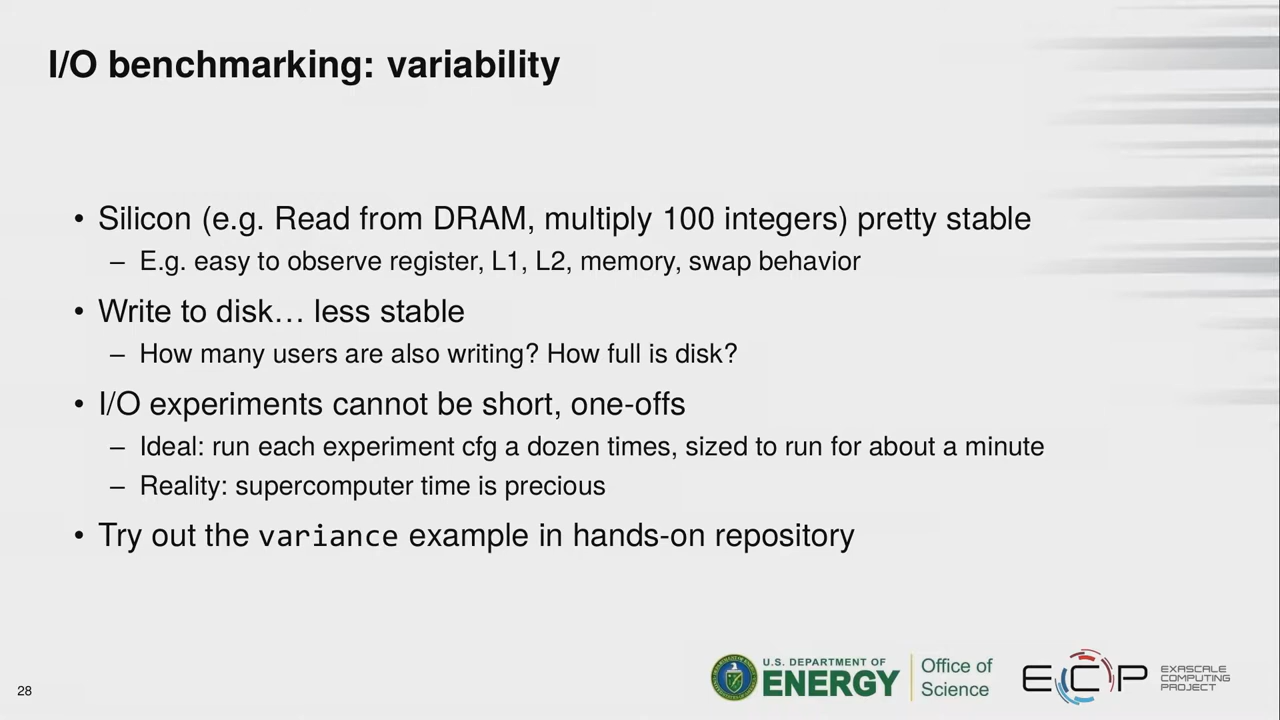 I/O benchmarking: variability
• Silicon (e.g. Read from DRAM, multiply 100 integers) pretty stable
– E.g. easy to observe register, L1, L2, memory, swap behavior
• Write to disk… less stable
– How many users are also writing? How full is disk?
• I/O experiments cannot be short, one-offs
– Ideal: run each experiment cfg a dozen times, sized to run for about a minute
– Reality: supercomputer time is precious
• Try out the variance example in hands-on repository
28
U.S. DEPARTMENT OF
ENERGY
Office of
Science
ECP
EXASCALE
COMPUTING
PROJECT